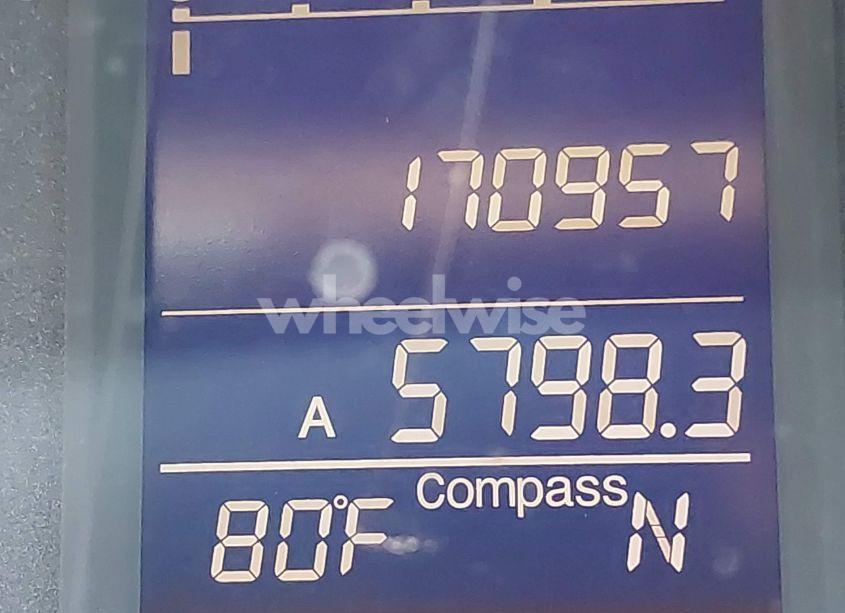 170957
wheelwise
A 5798.3
80°F Compass N